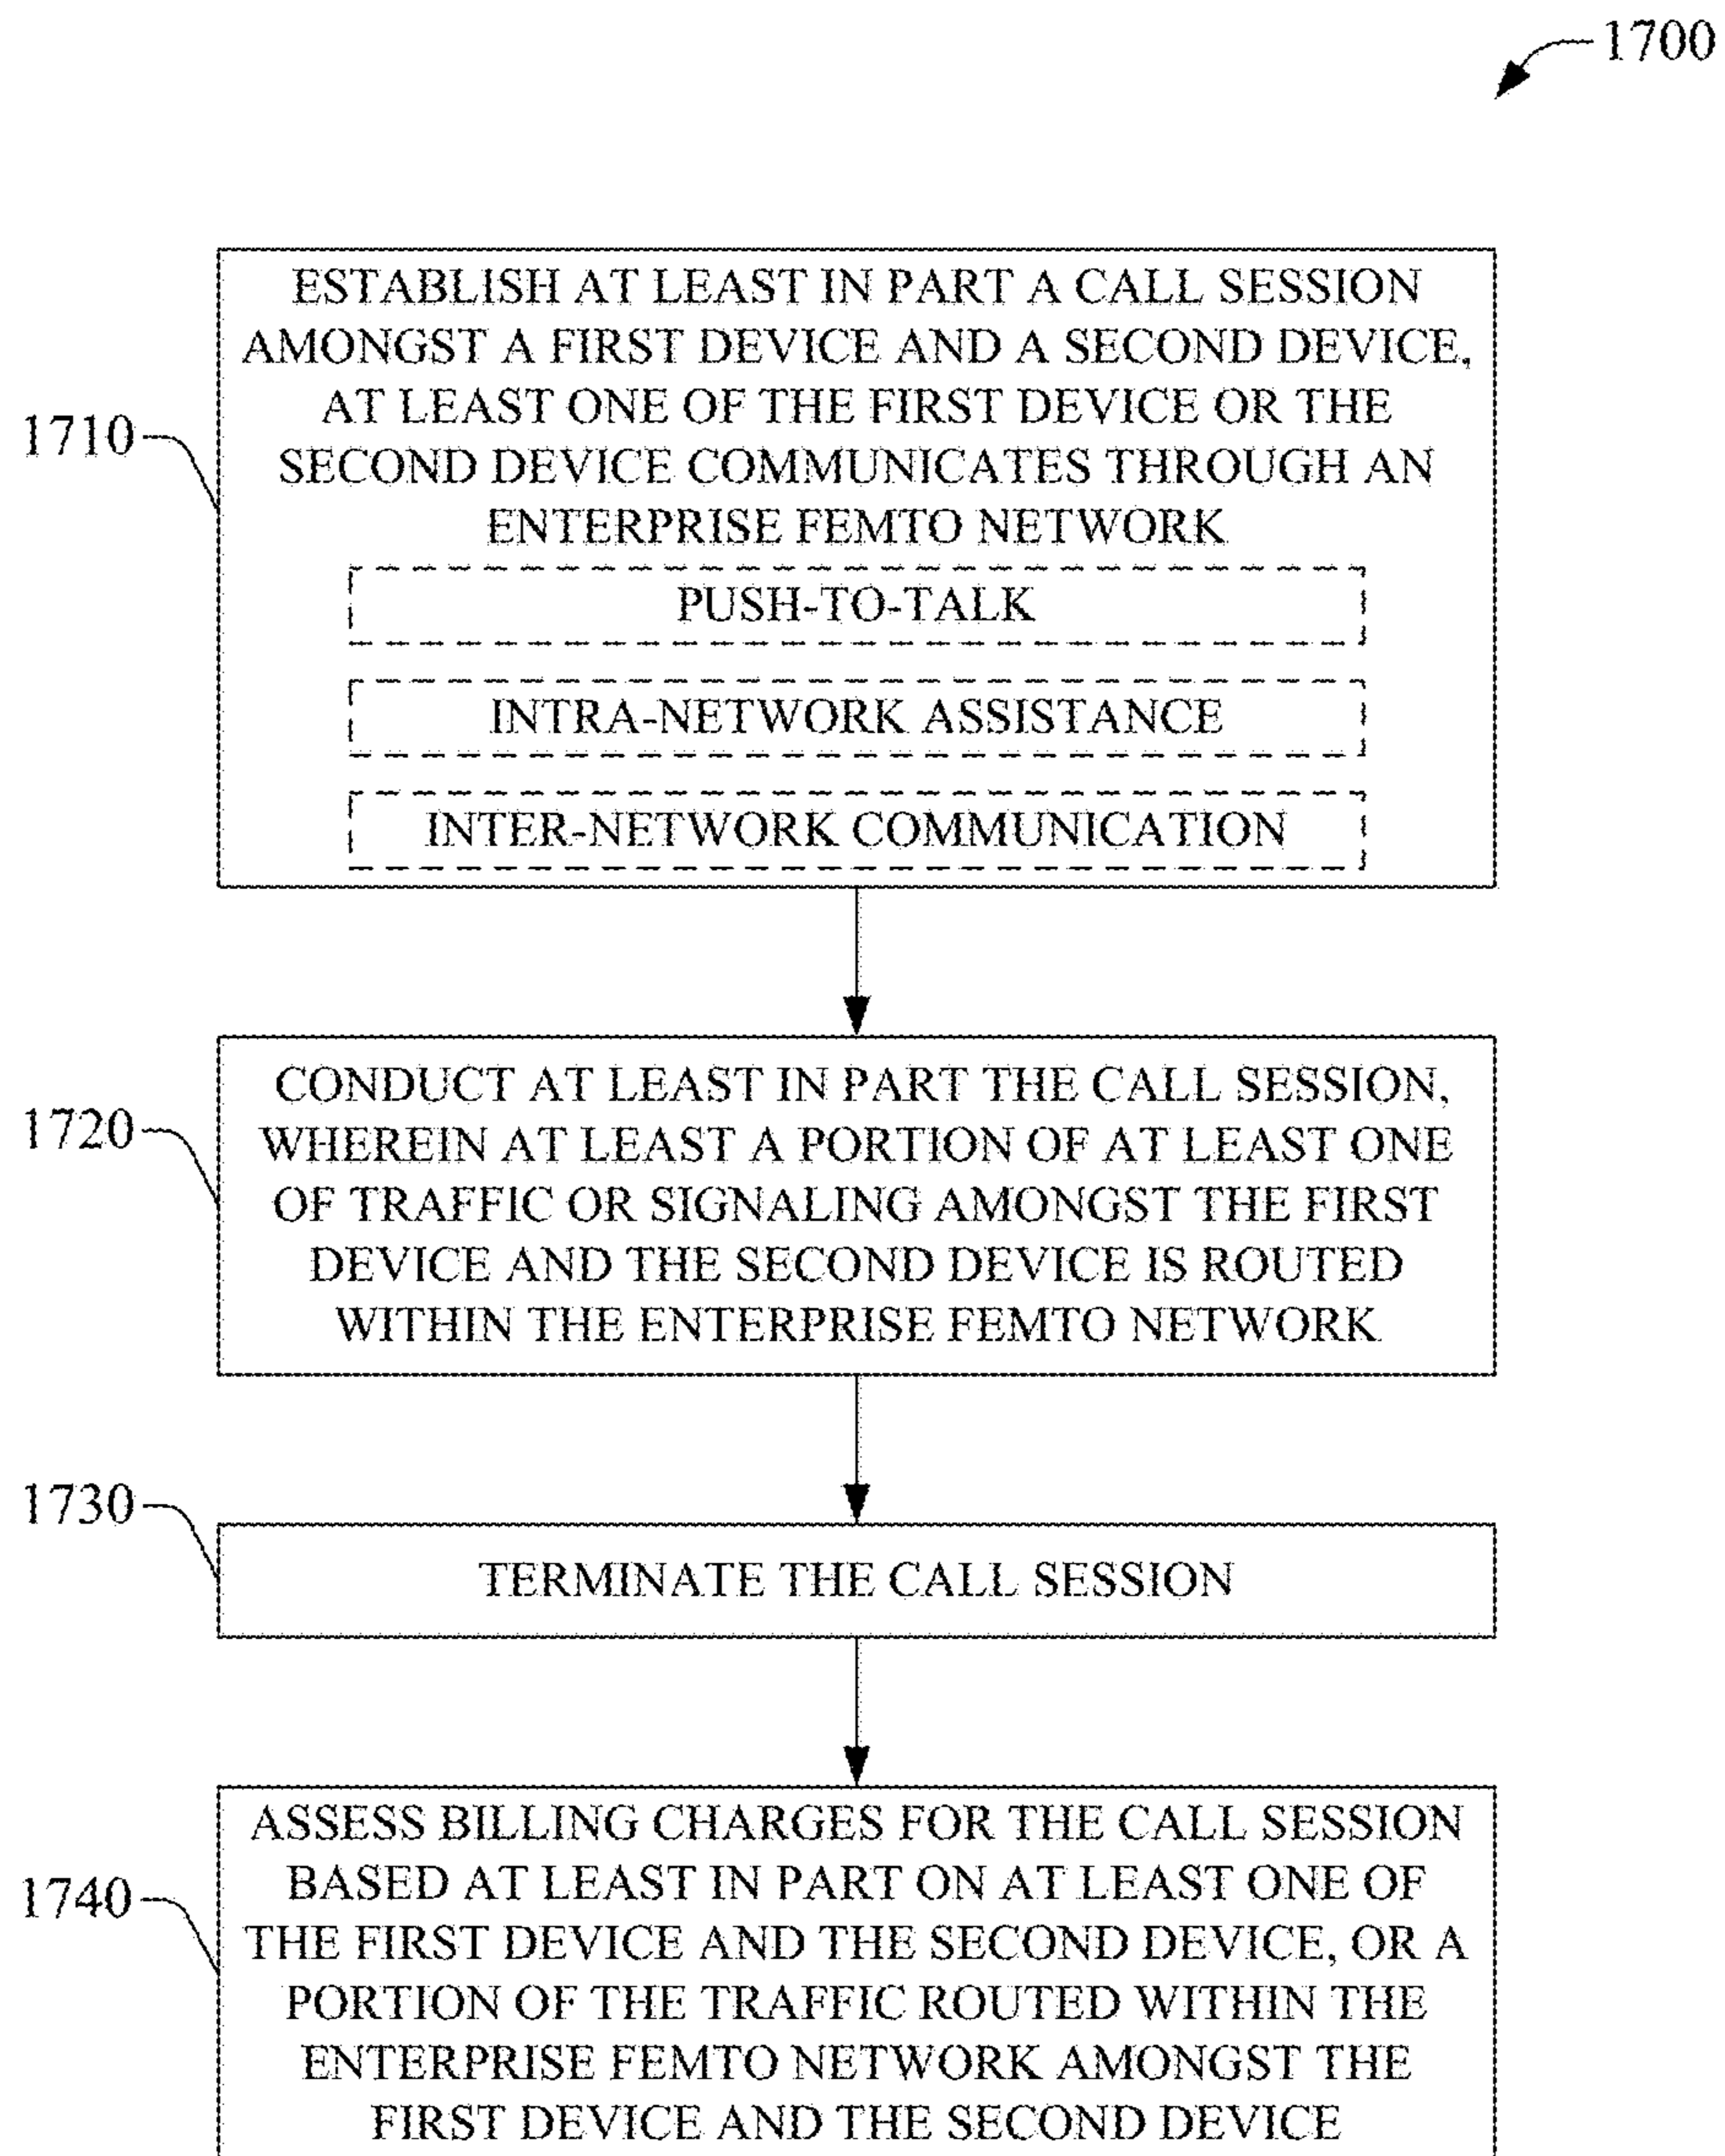 1700
1710
ESTABLISH AT LEAST IN PART A CALL SESSION
AMONGST A FIRST DEVICE AND A SECOND DEVICE,
AT LEAST ONE OF THE FIRST DEVICE OR THE
SECOND DEVICE COMMUNICATES THROUGH AN
ENTERPRISE FEMTO NETWORK
PUSH-TO-TALK
INTRA-NETWORK ASSISTANCE
INTER-NETWORK COMMUNICATION
1720
CONDUCT AT LEAST IN PART THE CALL SESSION,
WHEREIN AT LEAST A PORTION OF AT LEAST ONE
OF TRAFFIC OR SIGNALING AMONGST THE FIRST
DEVICE AND THE SECOND DEVICE IS ROUTED
WITHIN THE ENTERPRISE FEMTO NETWORK
1730
TERMINATE THE CALL SESSION
1740
ASSESS BILLING CHARGES FOR THE CALL SESSION
BASED AT LEAST IN PART ON AT LEAST ONE OF
THE FIRST DEVICE AND THE SECOND DEVICE, OR A
PORTION OF THE TRAFFIC ROUTED WITHIN THE
ENTERPRISE FEMTO NETWORK AMONGST THE
FIRST DEVICE AND THE SECOND DEVICE